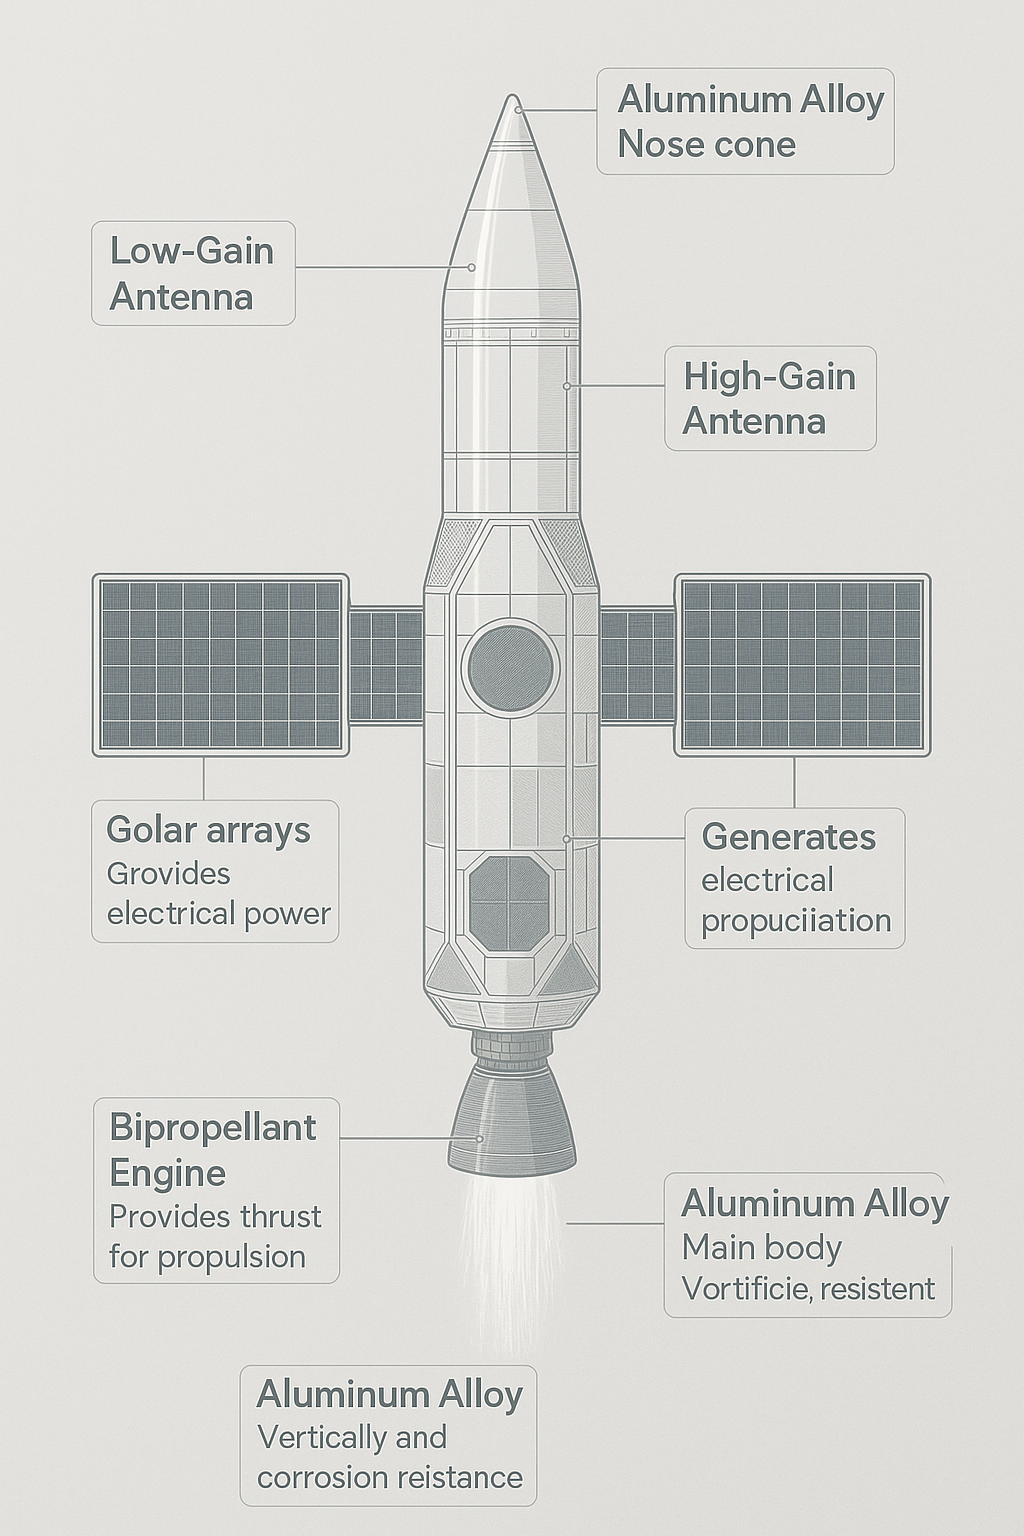 Aluminum Alloy
Nose cone
Low-Gain
Antenna
High-Gain
Antenna
Golar arrays
Grovides
electrical power
Generates
electrical
propuciiation
Bipropellant
Engine
Provides thrust
for propulsion
Aluminum Alloy
Main body
Vortificie, resistent
Aluminum Alloy
Vertically and
corrosion reistance